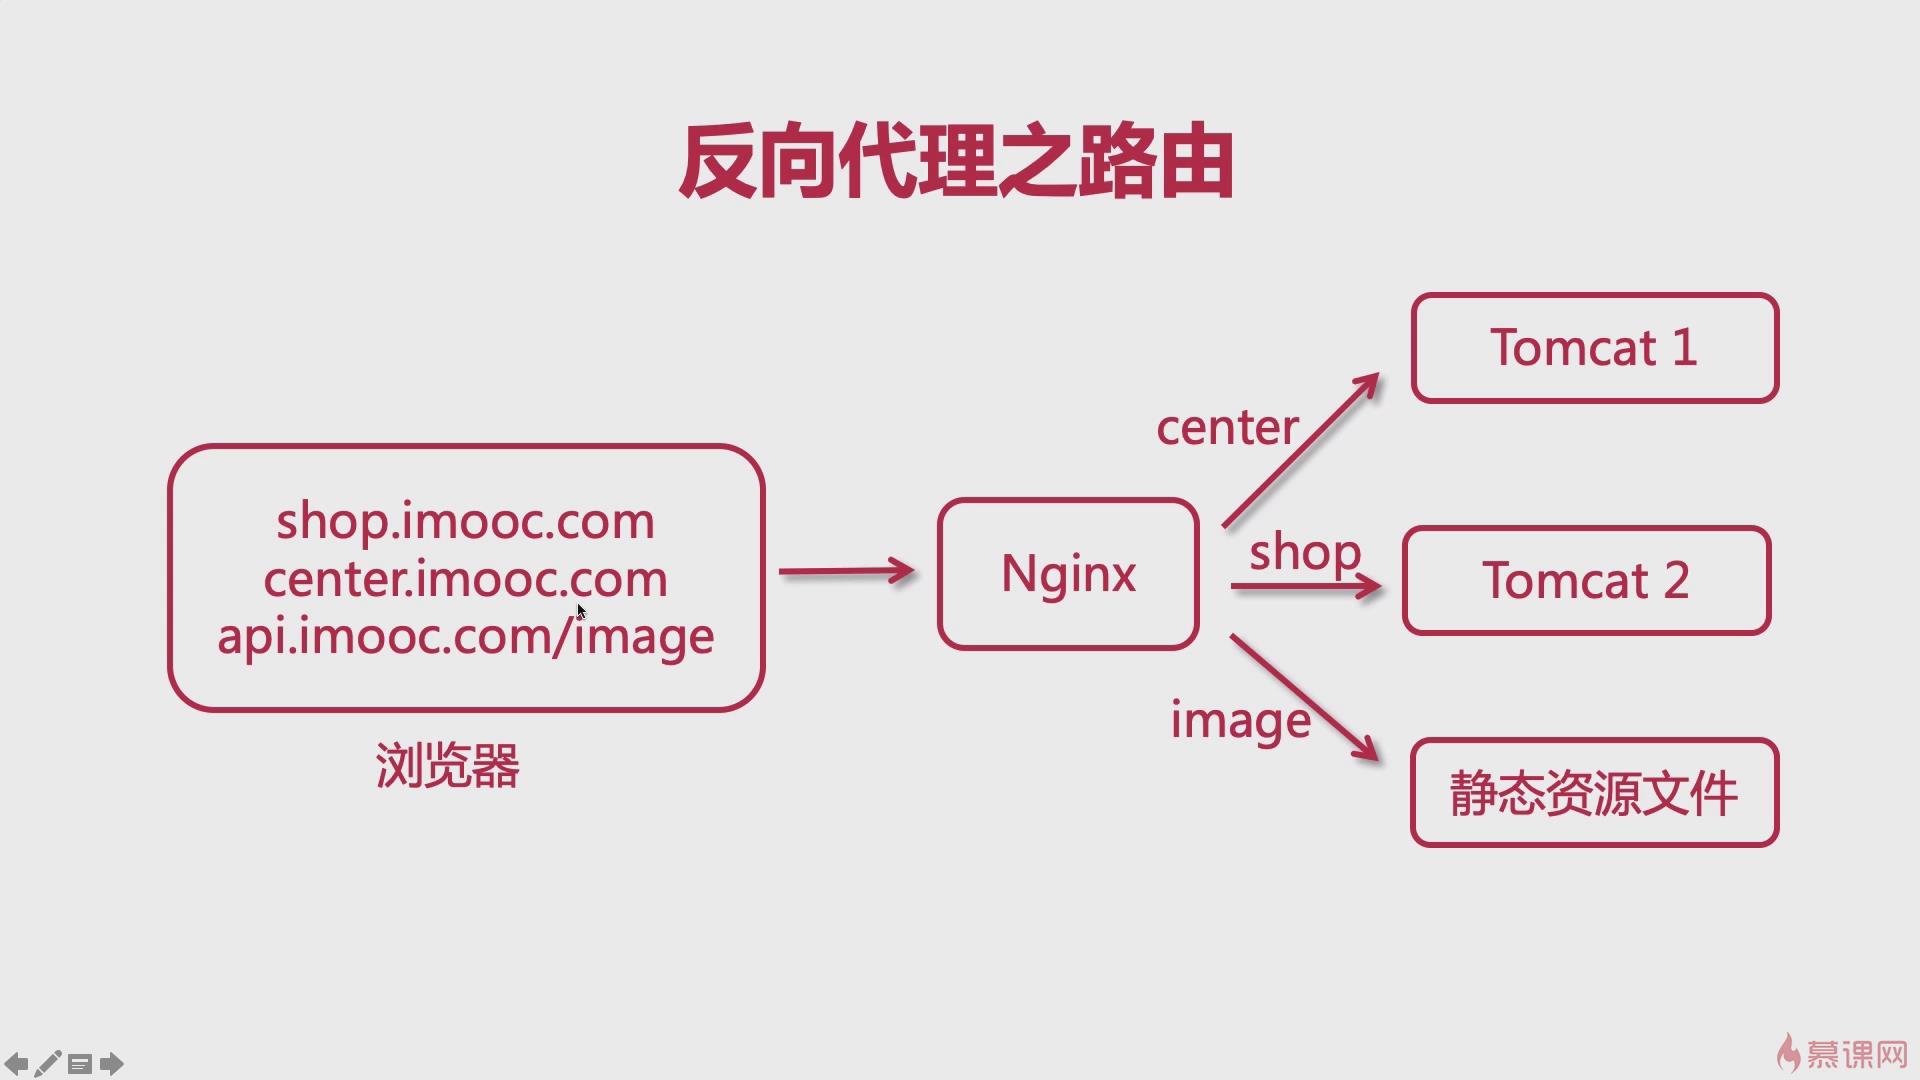 反向代理之路由
shop.imooc.com
center.imooc.com
api.imooc.com/image
浏览器
Nginx
center
shop
image
Tomcat 1
Tomcat 2
静态资源文件
慕课网